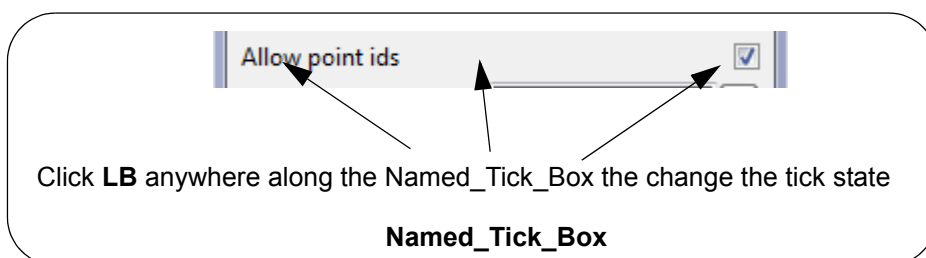 Allow point ids
Click LB anywhere along the Named_Tick_Box the change the tick state
Named_Tick_Box